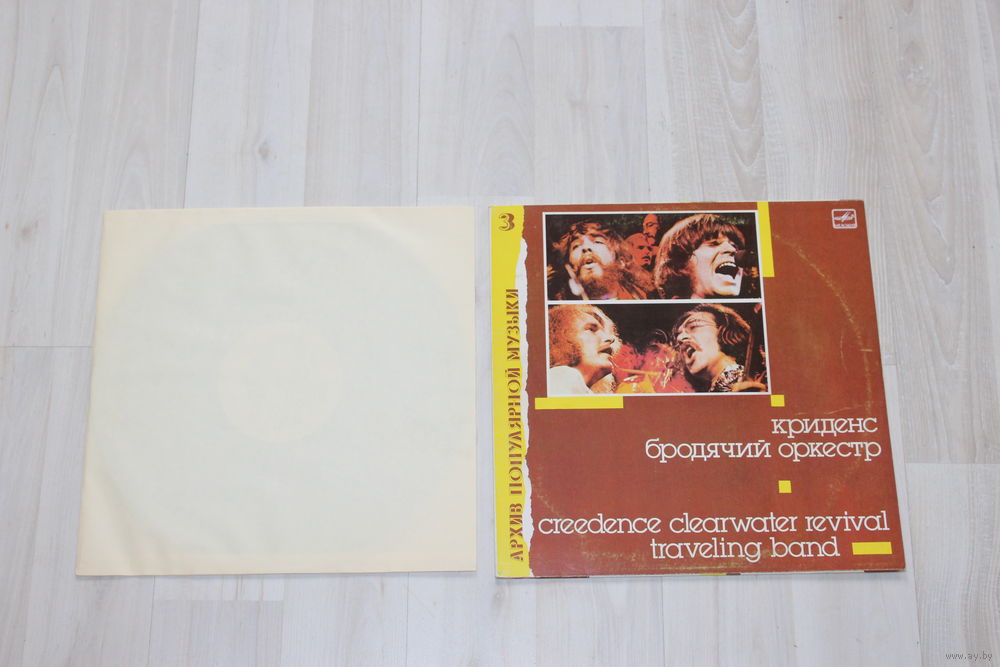 3
АРХИВ ПОПУЛЯРНОЙ МУЗЫКИ
криденс
бродячий оркестр
creedence clearwater revival
traveling band
www.ay.by